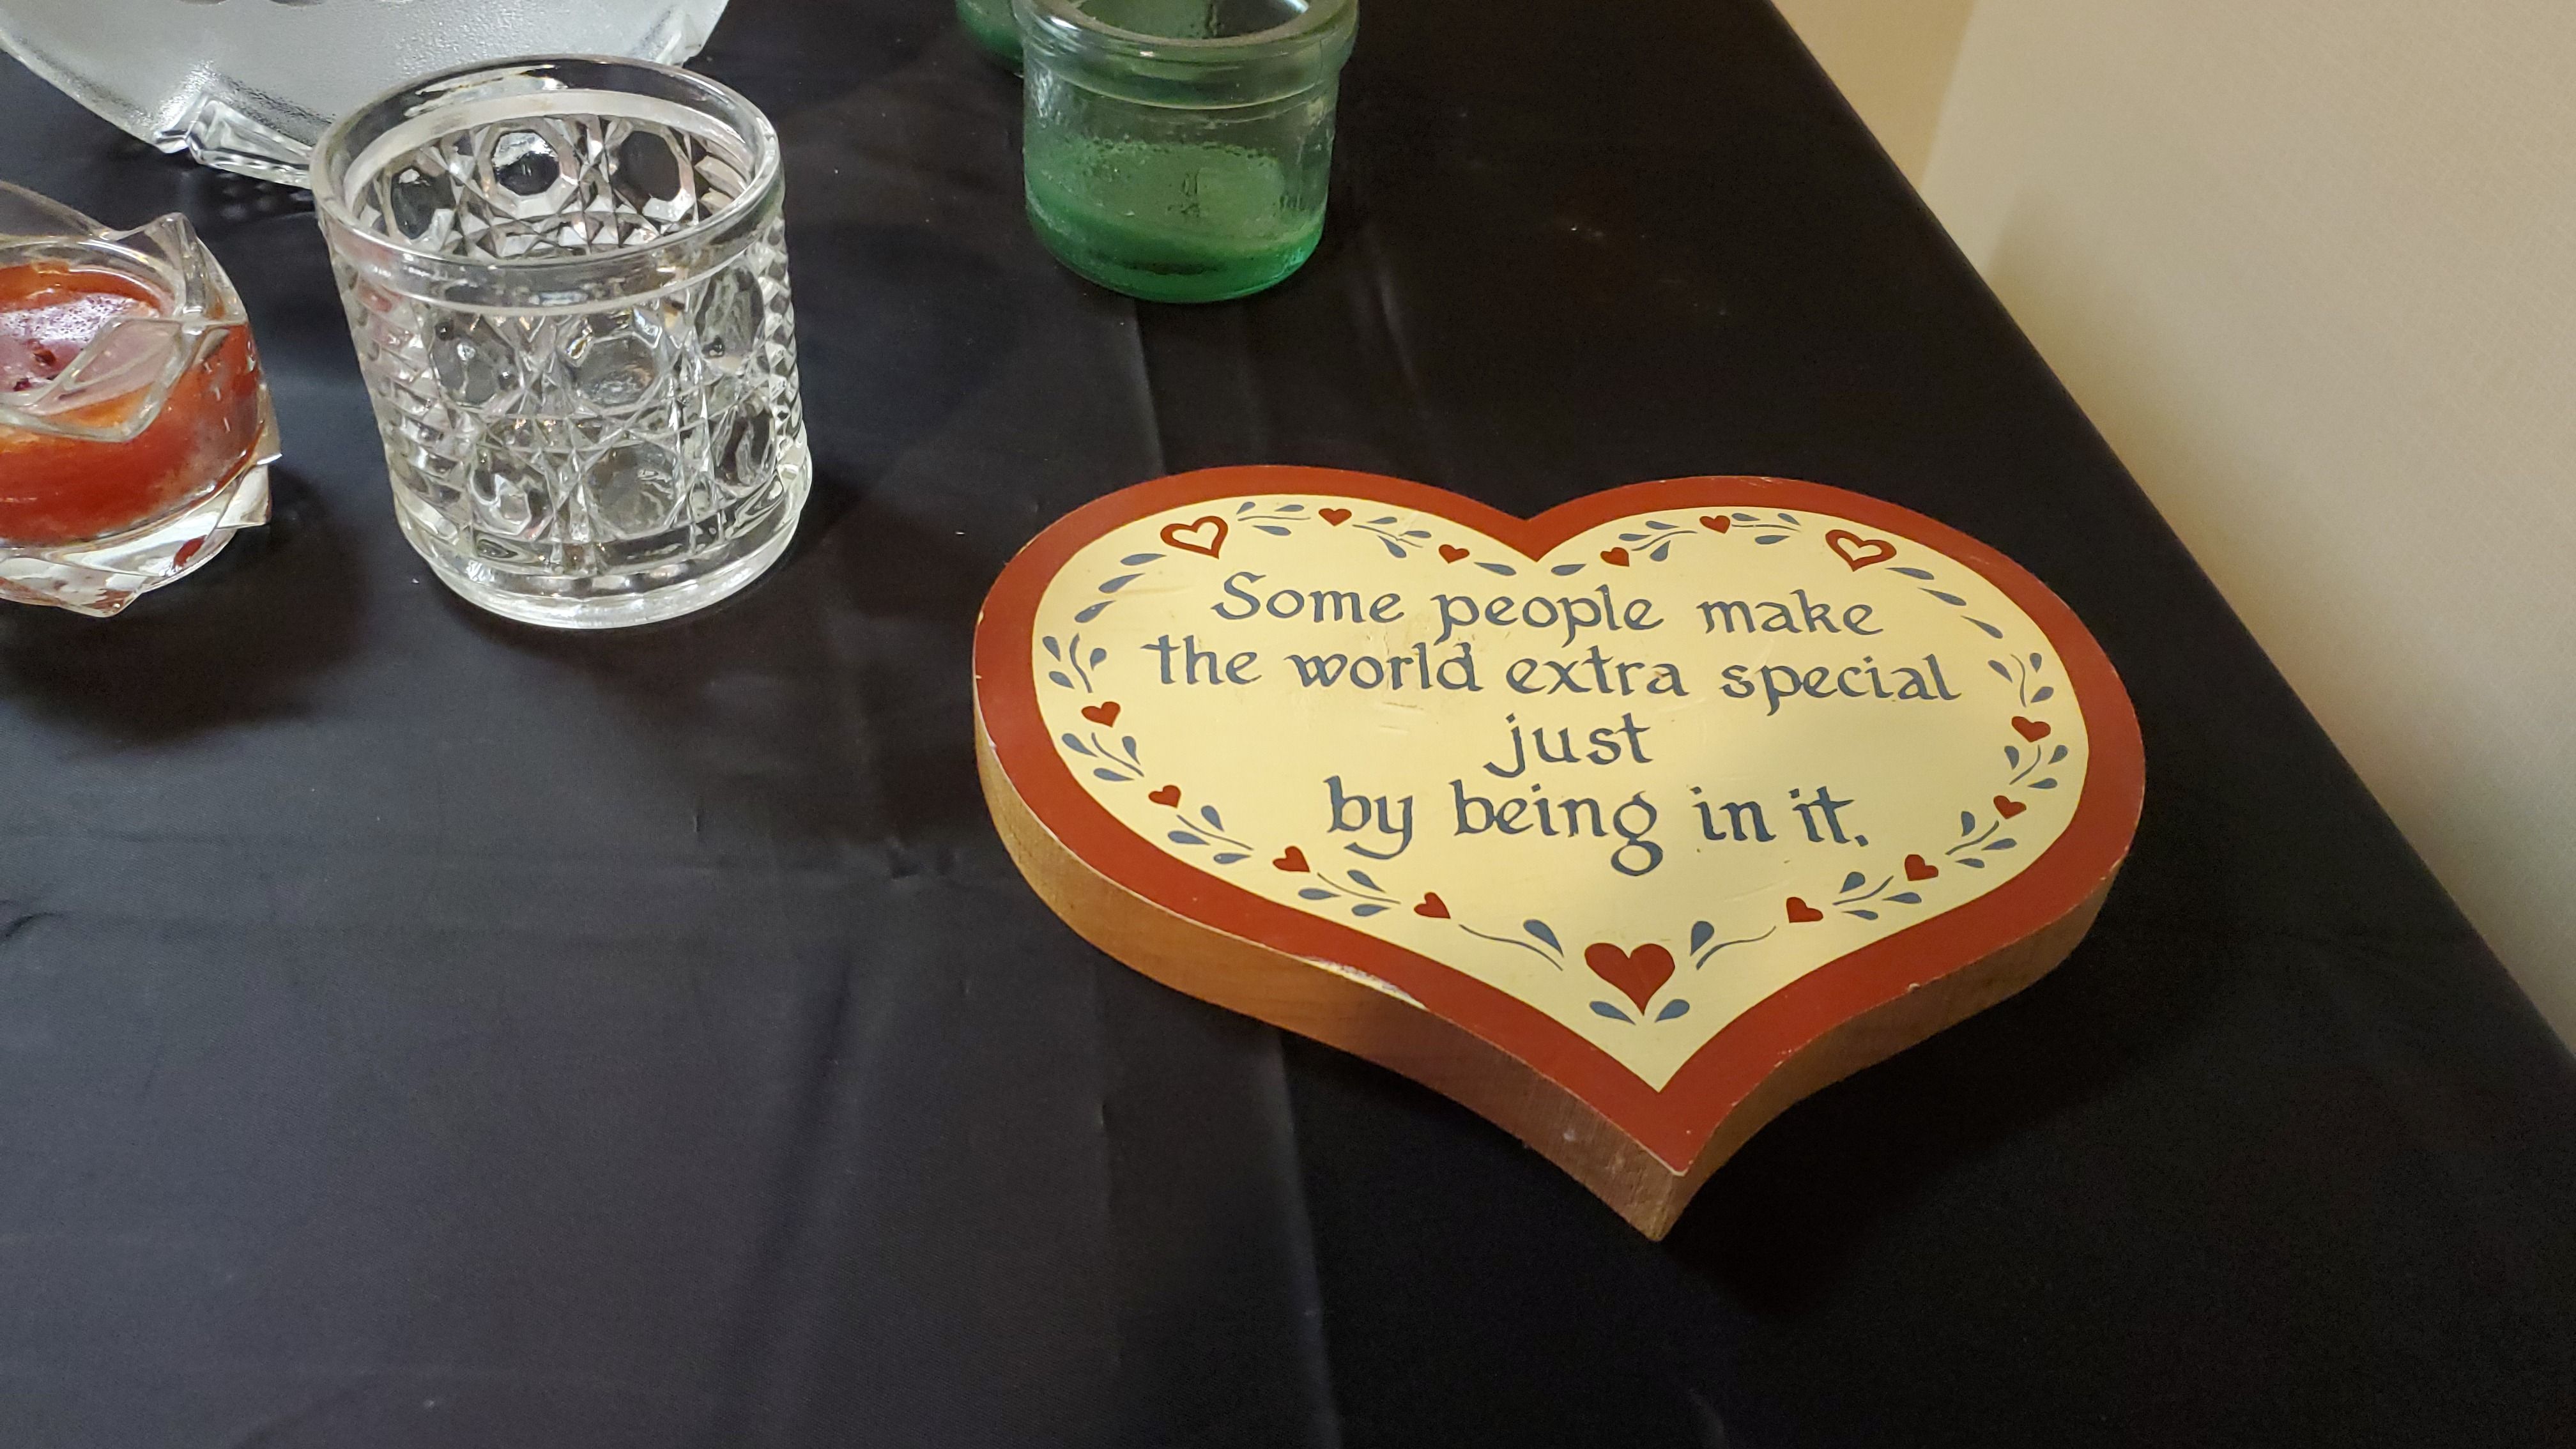 Some people make
the world extra special
just
by being in it.